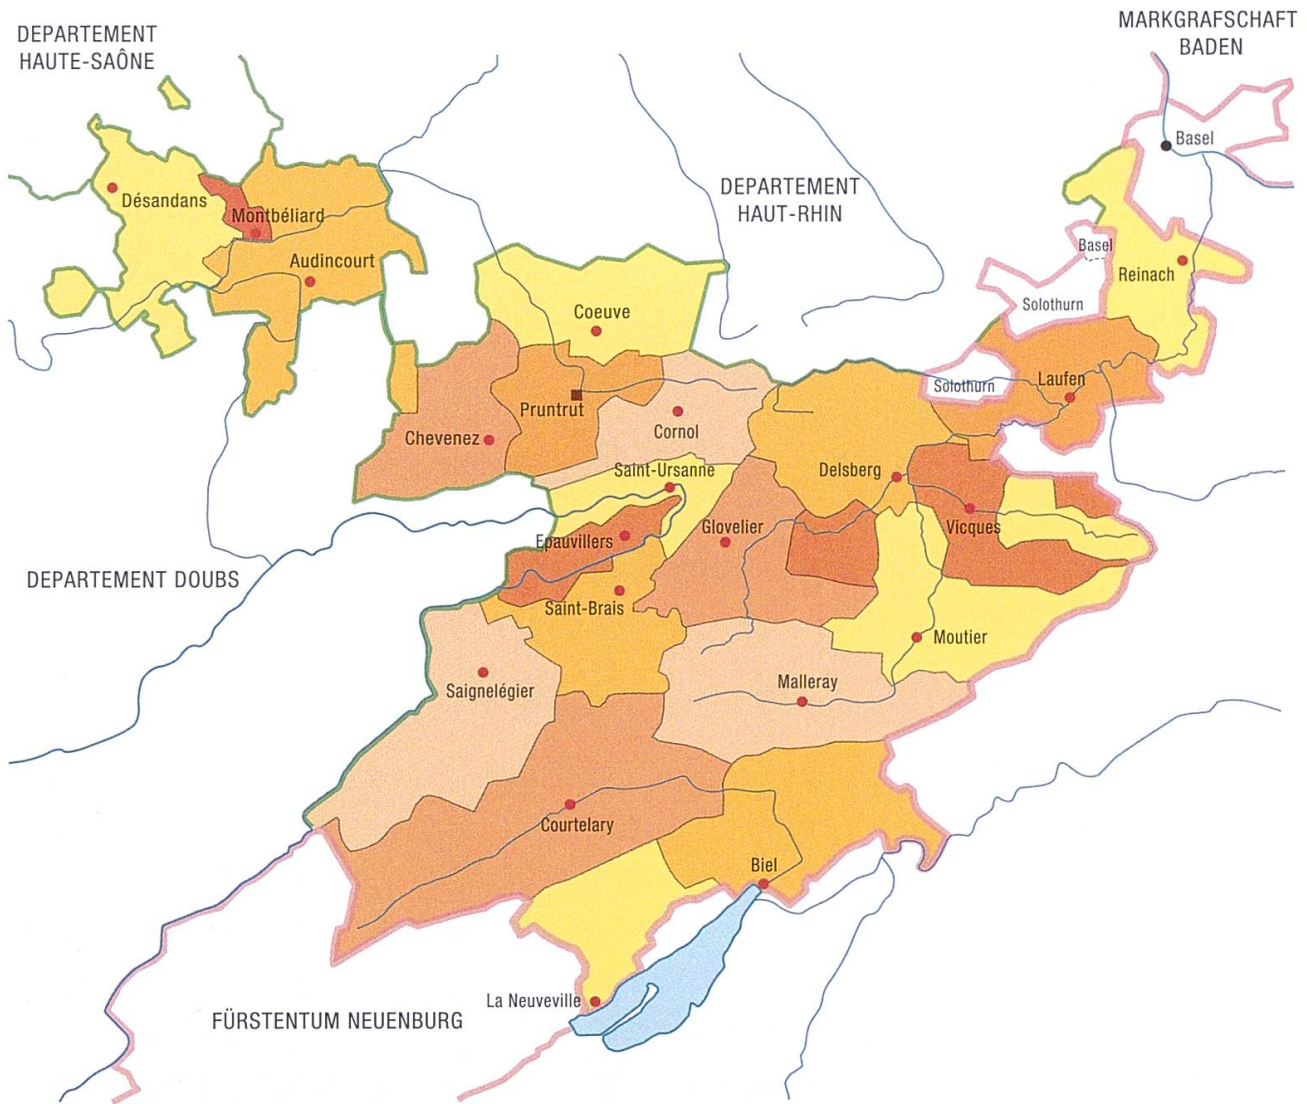 DEPARTEMENT
HAUTE-SAÔNE
MARKGRAFSCHAFT
BADEN
Basel
DEPARTEMENT
HAUT-RHIN
Désandans
Montbéliard
Audincourt
Basel
Reinach
Solothurn
Coeuve
Solothurn
Laufen
Pruntrut
Chevenez
Cornol
Saint-Ursanne
Delsberg
Epauvillers
Glovelier
Vicques
DEPARTEMENT DOUBS
Saint-Brais
Moutier
Saignelégier
Malleray
Courtelary
Biel
La Neuveville
FÜRSTENTUM NEUENBURG